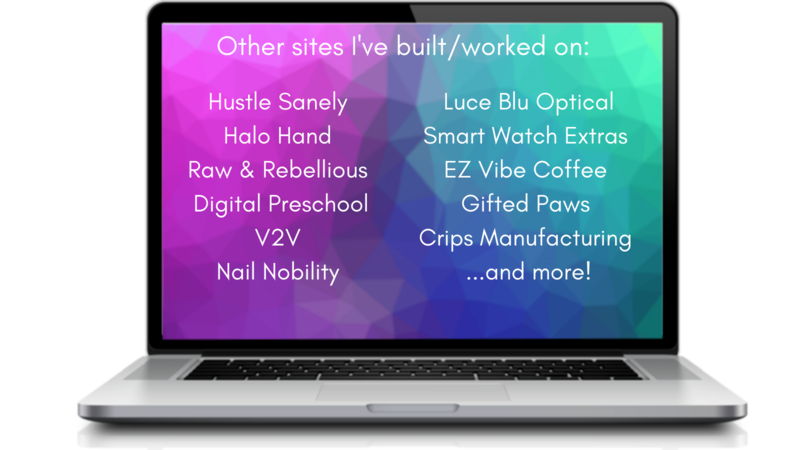 Other sites I've built/worked on:
Hustle Sanely
Halo Hand
Raw & Rebellious
Digital Preschool
V2V
Nail Nobility
Luce Blu Optical
Smart Watch Extras
EZ Vibe Coffee
Gifted Paws
Crips Manufacturing
...and more!